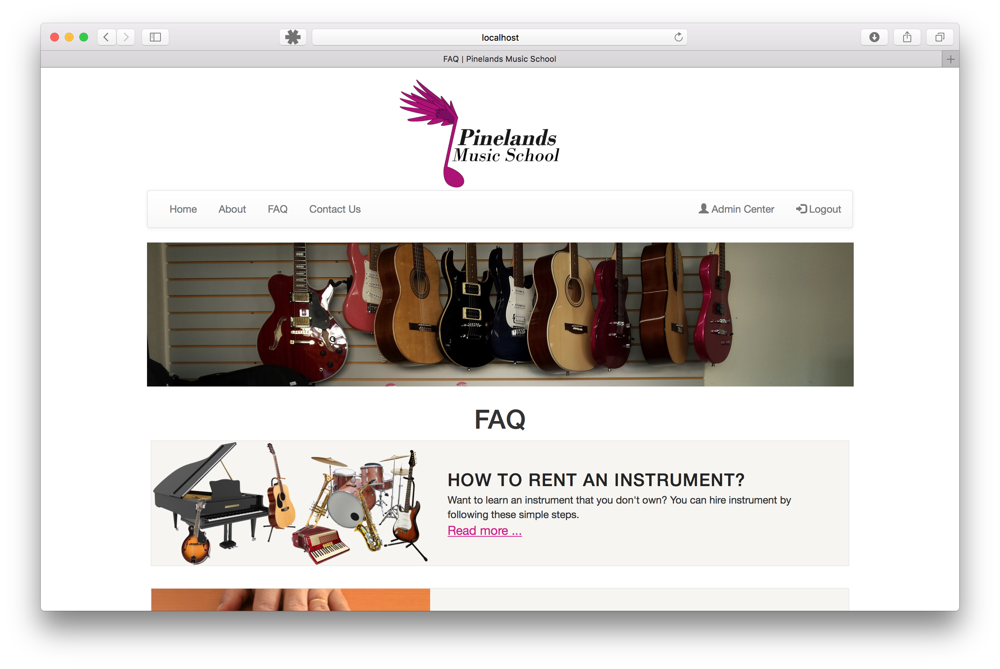 localhost
FAQ | Pinelands Music School
Pinelands
Music School
Home About FAQ Contact Us Admin Center Logout
FAQ
HOW TO RENT AN INSTRUMENT?
Want to learn an instrument that you don't own? You can hire instrument by
following these simple steps.
Read more ...